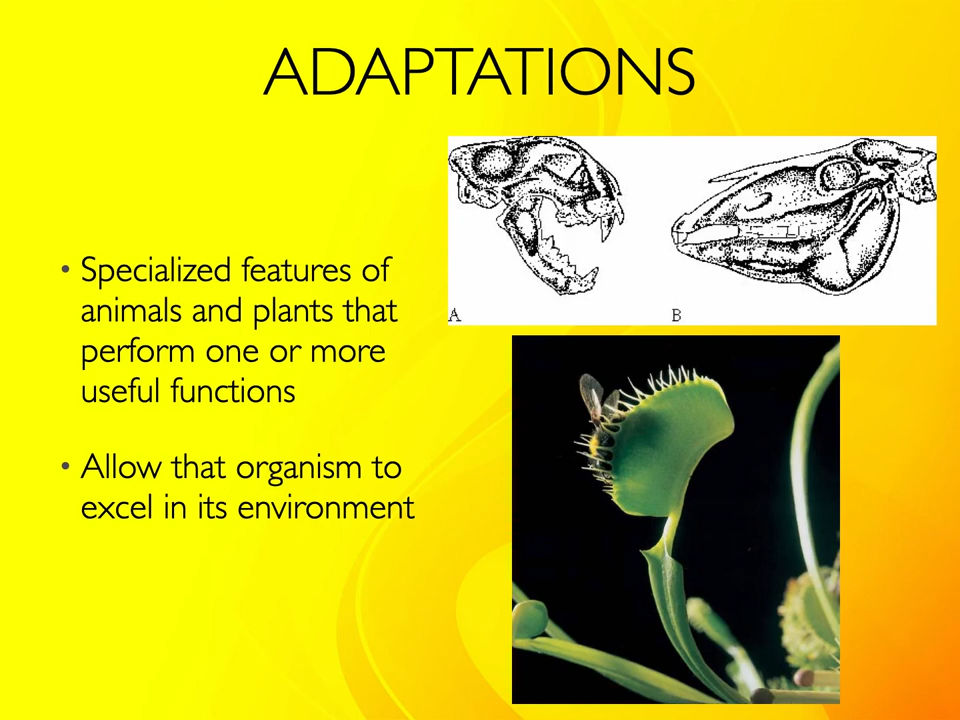 ADAPTATIONS
• Specialized features of
animals and plants that
perform one or more
useful functions
• Allow that organism to
excel in its environment
A
B